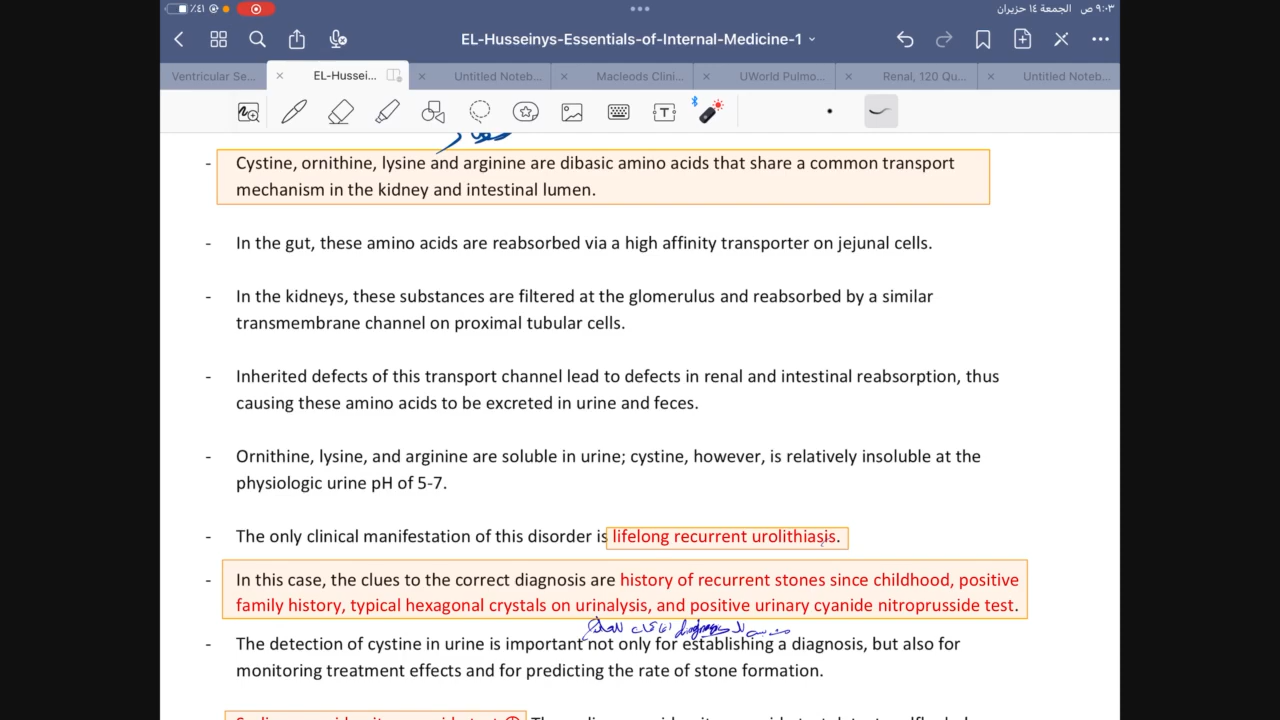 ٪٤١
٩:٠٣ ص الجمعة ١٤ حزيران
EL-Husseinys-Essentials-of-Internal-Medicine-1
Ventricular Se...
EL-Hussei...
Untitled Noteb...
Macleods Clini...
UWorld Pulmo...
Renal, 120 Qu...
Untitled Noteb...
- Cystine, ornithine, lysine and arginine are dibasic amino acids that share a common transport
mechanism in the kidney and intestinal lumen.
- In the gut, these amino acids are reabsorbed via a high affinity transporter on jejunal cells.
- In the kidneys, these substances are filtered at the glomerulus and reabsorbed by a similar
transmembrane channel on proximal tubular cells.
- Inherited defects of this transport channel lead to defects in renal and intestinal reabsorption, thus
causing these amino acids to be excreted in urine and feces.
- Ornithine, lysine, and arginine are soluble in urine; cystine, however, is relatively insoluble at the
physiologic urine pH of 5-7.
- The only clinical manifestation of this disorder is lifelong recurrent urolithiasis.
- In this case, the clues to the correct diagnosis are history of recurrent stones since childhood, positive
family history, typical hexagonal crystals on urinalysis, and positive urinary cyanide nitroprusside test.
diagnosis
- The detection of cystine in urine is important not only for establishing a diagnosis, but also for
monitoring treatment effects and for predicting the rate of stone formation.